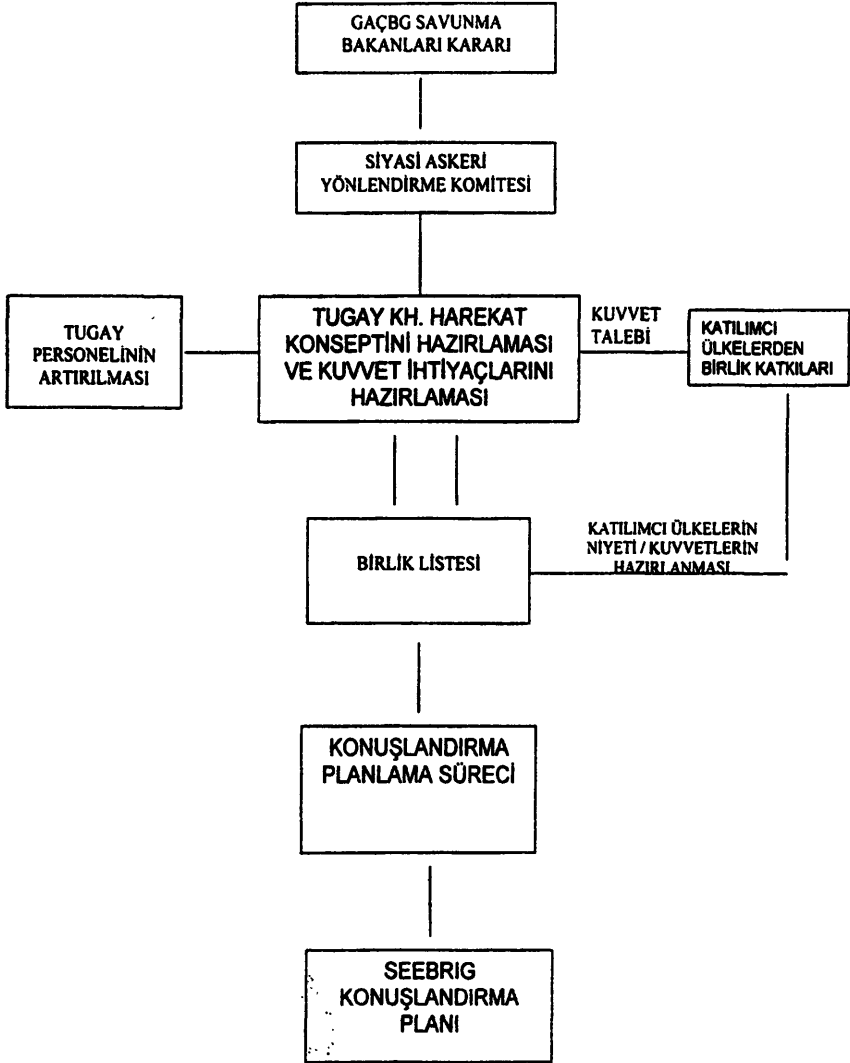 GAÇBG SAVUNMA
BAKANLARI KARARI
SİYASİ ASKERİ
YÖNLENDİRME KOMİTESİ
TUGAY
PERSONELİNİN
ARTIRILMASI
TUGAY KH. HAREKAT
KONSEPTİNİ HAZIRLAMASI
VE KUVVET İHTİYAÇLARINI
HAZIRLAMASI
KUVVET
TALEBİ
KATILIMCI
ÜLKELERDEN
BİRLİK KATKILARI
BİRLİK LİSTESİ
KATILIMCI ÜLKELERİN
NİYETİ / KUVVETLERİN
HAZIRLANMASI
KONUŞLANDIRMA
PLANLAMA SÜRECİ
SEEBRIG
KONUŞLANDIRMA
PLANI